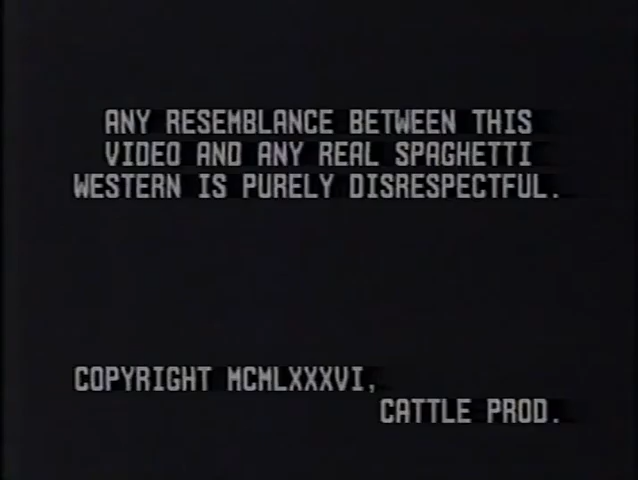 ANY RESEMBLANCE BETWEEN THIS
VIDEO AND ANY REAL SPAGHETTI
WESTERN IS PURELY DISRESPECTFUL.
COPYRIGHT MCMLXXXVI,
CATTLE PROD.